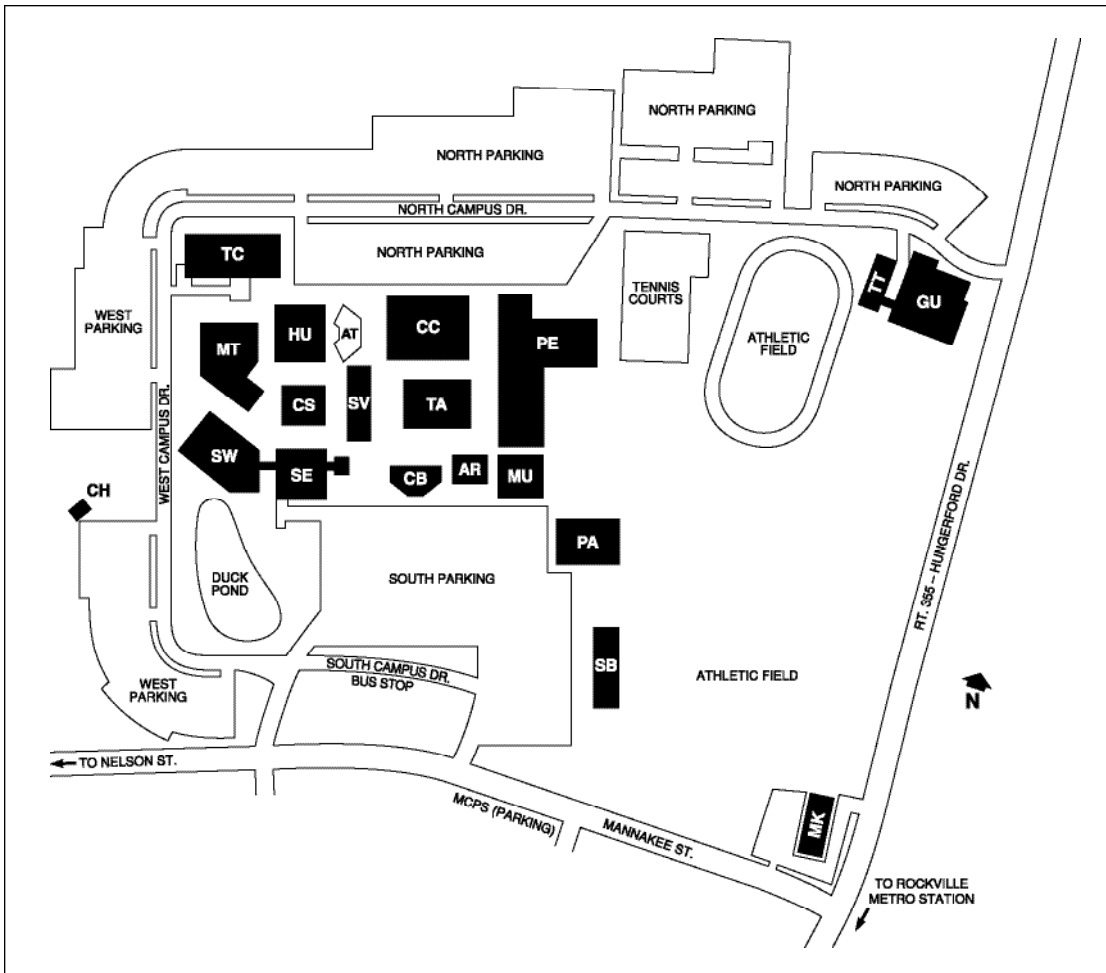 NORTH PARKING
NORTH PARKING
NORTH PARKING
NORTH CAMPUS DR.
NORTH PARKING
TC
TT
GU
TENNIS
COURTS
WEST
PARKING
HU
AT
CC
PE
ATHLETIC
FIELD
MT
CS
SV
TA
WEST CAMPUS DR.
SW
SE
CB
AR
MU
CH
RT. 355 – HUNGERFORD DR.
PA
DUCK
POND
SOUTH PARKING
SB
SOUTH CAMPUS DR.
BUS STOP
ATHLETIC FIELD
WEST
PARKING
N
TO NELSON ST.
MCPS (PARKING)
MANNAKEE ST.
MK
TO ROCKVILLE
METRO STATION